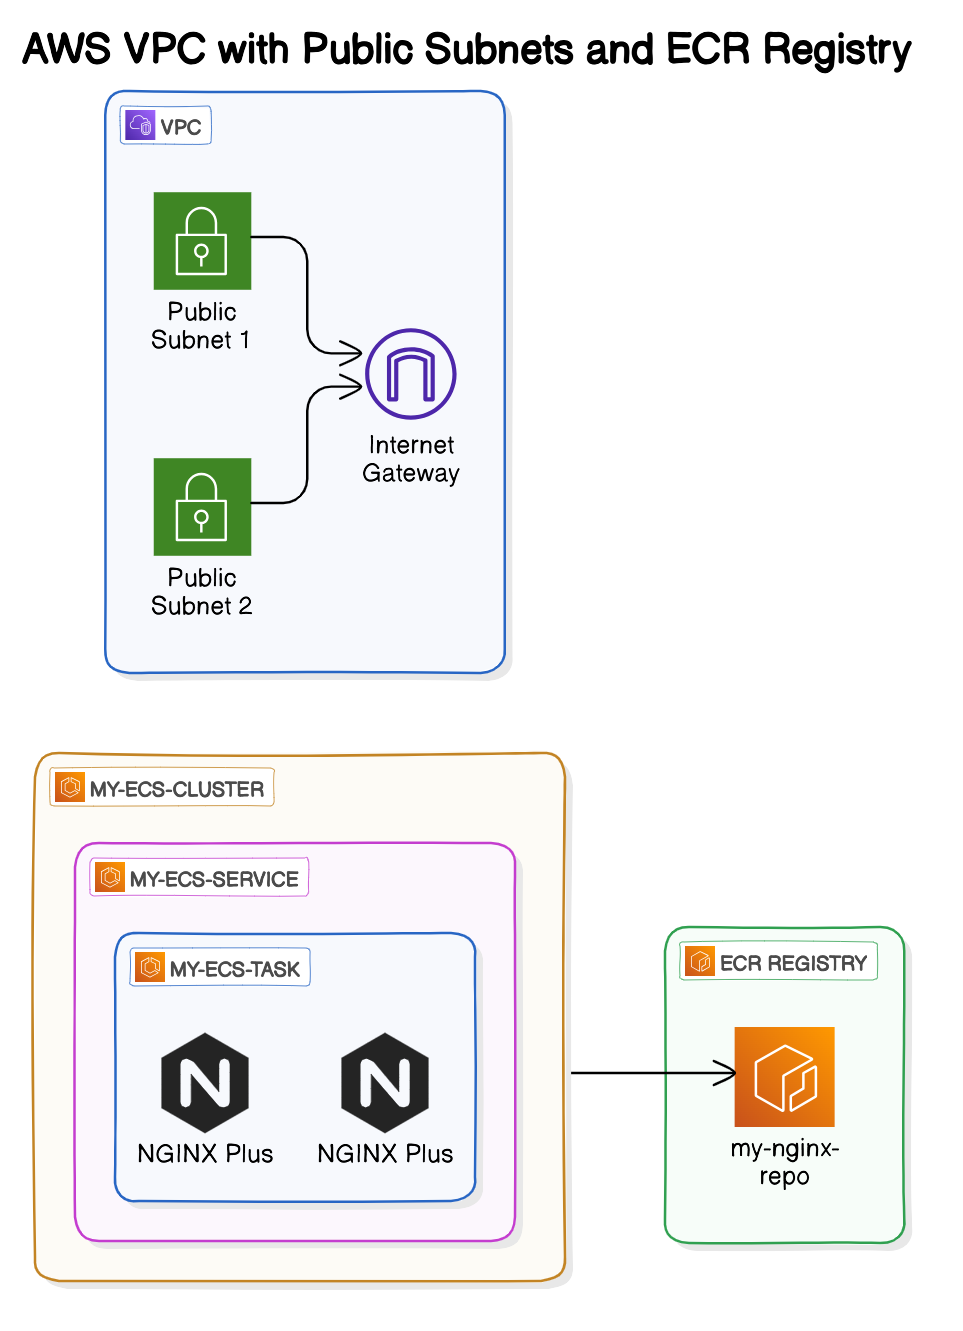 AWS VPC with Public Subnets and ECR Registry
VPC
Public
Subnet 1
Internet
Gateway
Public
Subnet 2
MY-ECS-CLUSTER
MY-ECS-SERVICE
MY-ECS-TASK
NGINX Plus
NGINX Plus
ECR REGISTRY
my-nginx-
repo